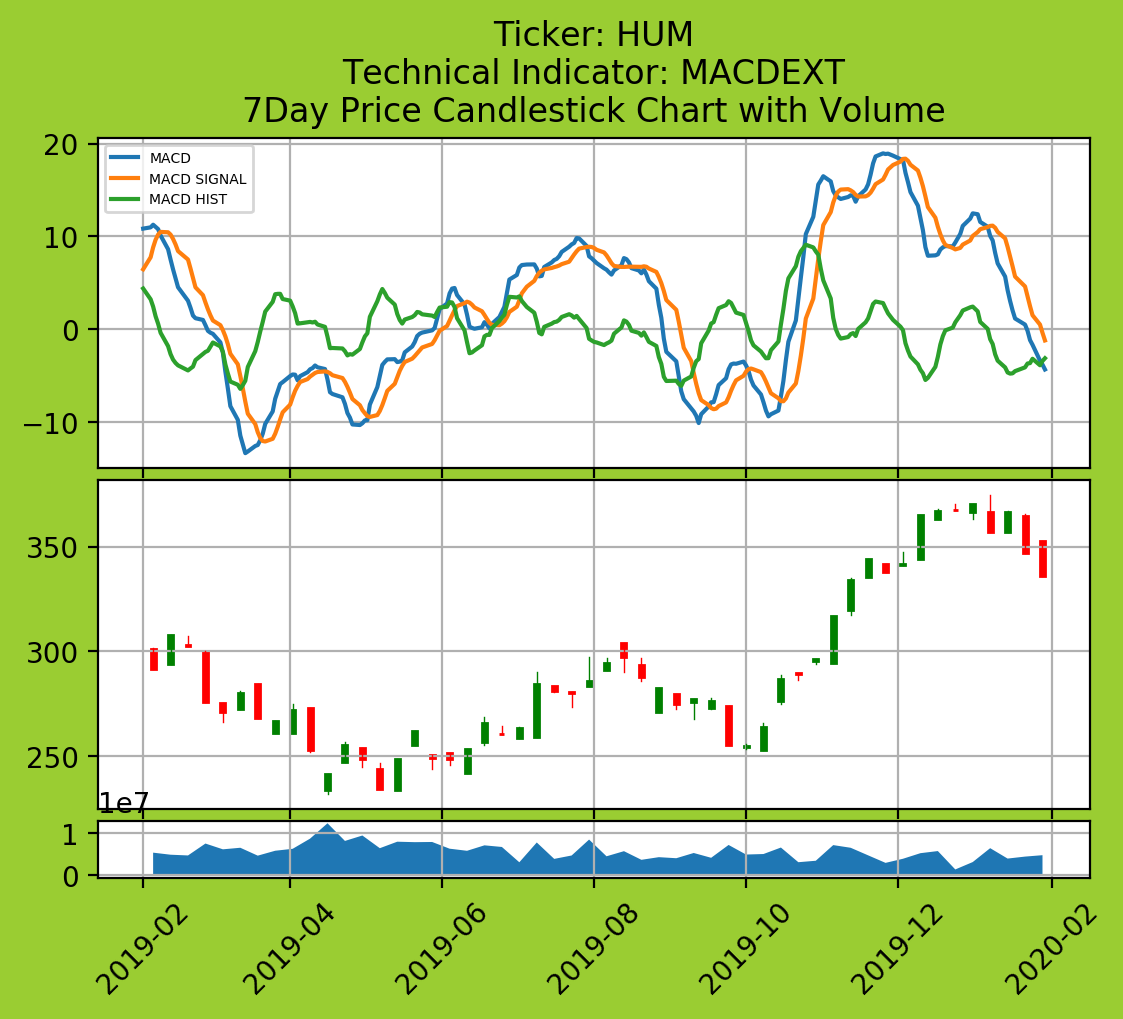 Ticker: HUM
Technical Indicator: MACDEXT
7Day Price Candlestick Chart with Volume
MACD
MACD SIGNAL
MACD HIST
20
10
0
−10
350
300
250
1e7
1
0
2019-02
2019-04
2019-06
2019-08
2019-10
2019-12
2020-02